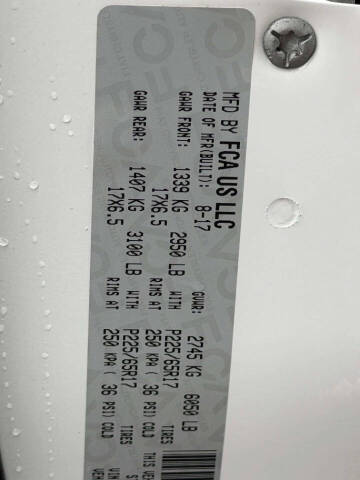 MFD BY FCA US LLC
DATE OF MFR(BUILT): 8-17 GVWR: 2745 KG 6050 LB
GAWR FRONT: 1339 KG 2950 LB WITH P225/65R17 TIRES
17X6.5 RIMS AT 250 KPA( 36 PSI) COLD
GAWR REAR: 1407 KG 3100 LB WITH P225/65R17 TIRES
17X6.5 RIMS AT 250 KPA( 36 PSI) COLD
THIS
VIN